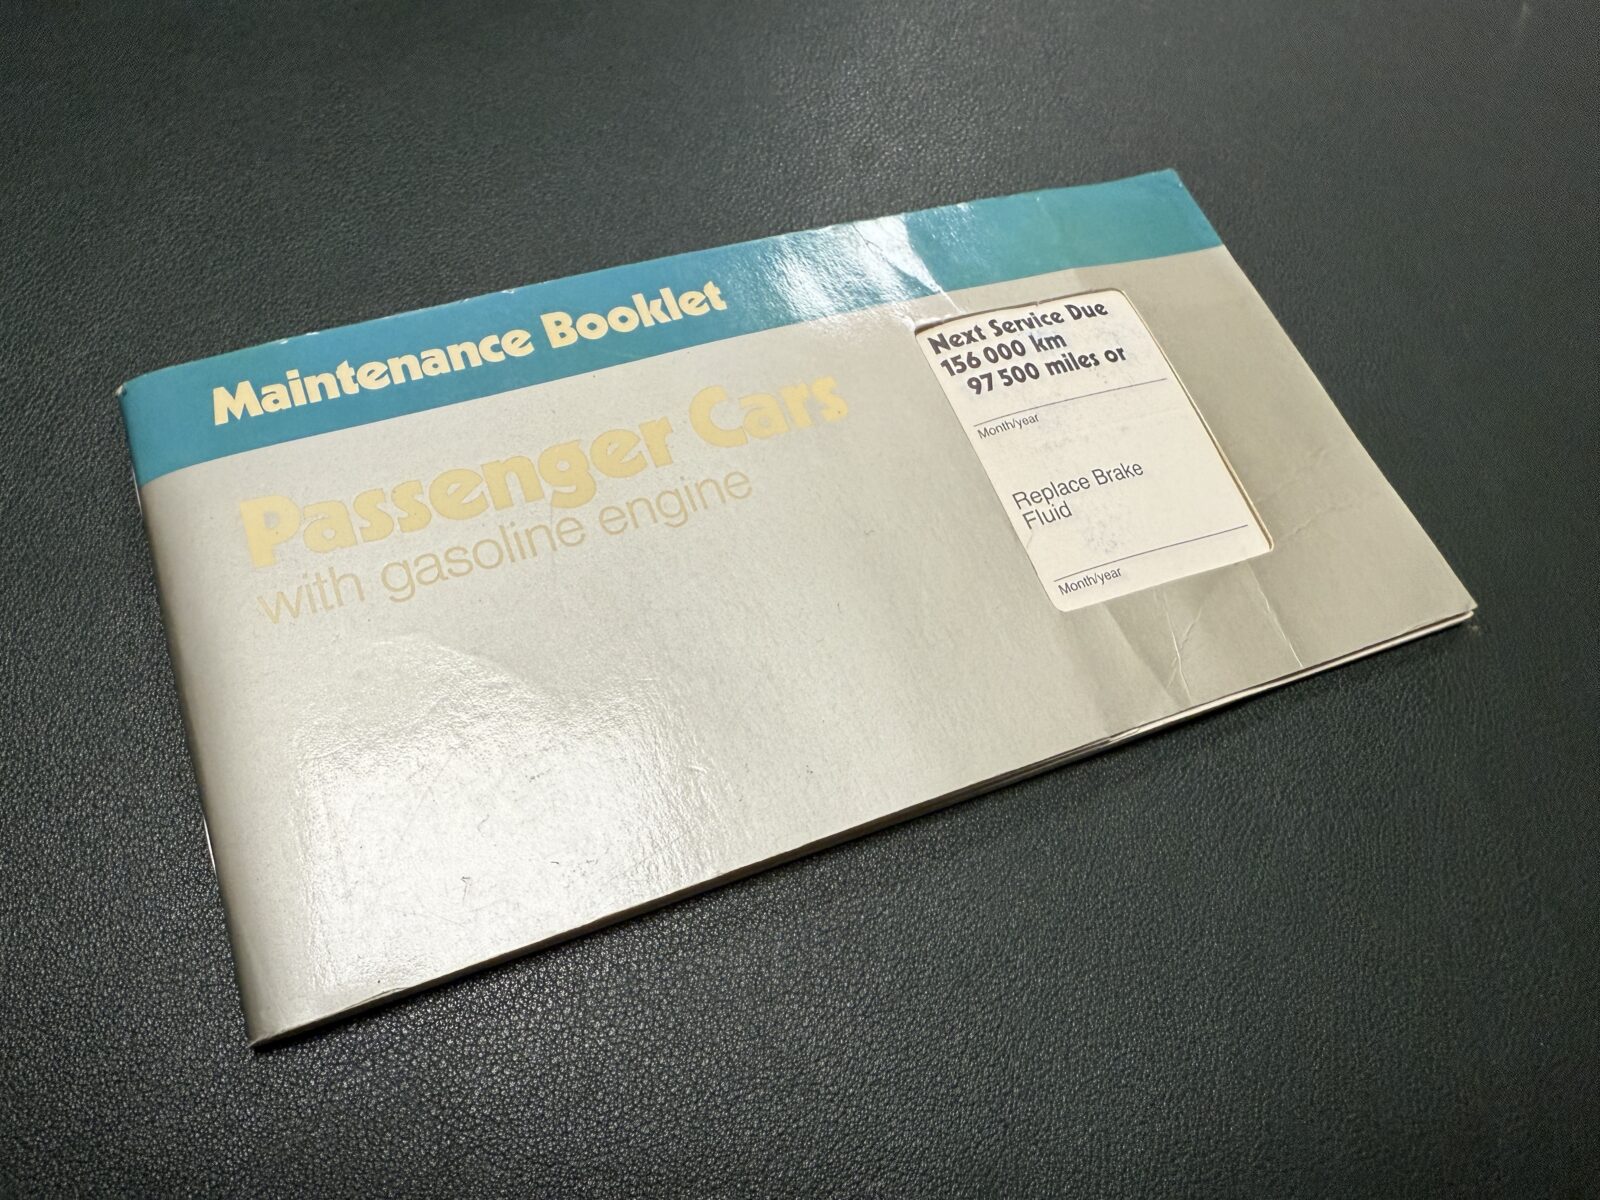 Maintenance Booklet
Passenger Cars
with gasoline engine
Next Service Due
156 000 km
97 500 miles or
Month/year
Replace Brake
Fluid
Month/year